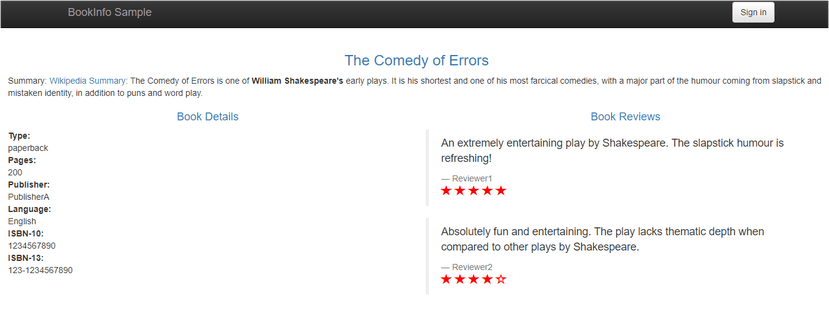 BookInfo Sample
Sign in
The Comedy of Errors
Summary: Wikipedia Summary: The Comedy of Errors is one of William Shakespeare's early plays. It is his shortest and one of his most farcical comedies, with a major part of the humour coming from slapstick and
mistaken identity, in addition to puns and word play.
Book Details
Type:
paperback
Pages:
200
Publisher:
PublisherA
Language:
English
ISBN-10:
1234567890
ISBN-13:
123-1234567890
Book Reviews
An extremely entertaining play by Shakespeare. The slapstick humour is
refreshing!
— Reviewer1
Absolutely fun and entertaining. The play lacks thematic depth when
compared to other plays by Shakespeare.
— Reviewer2